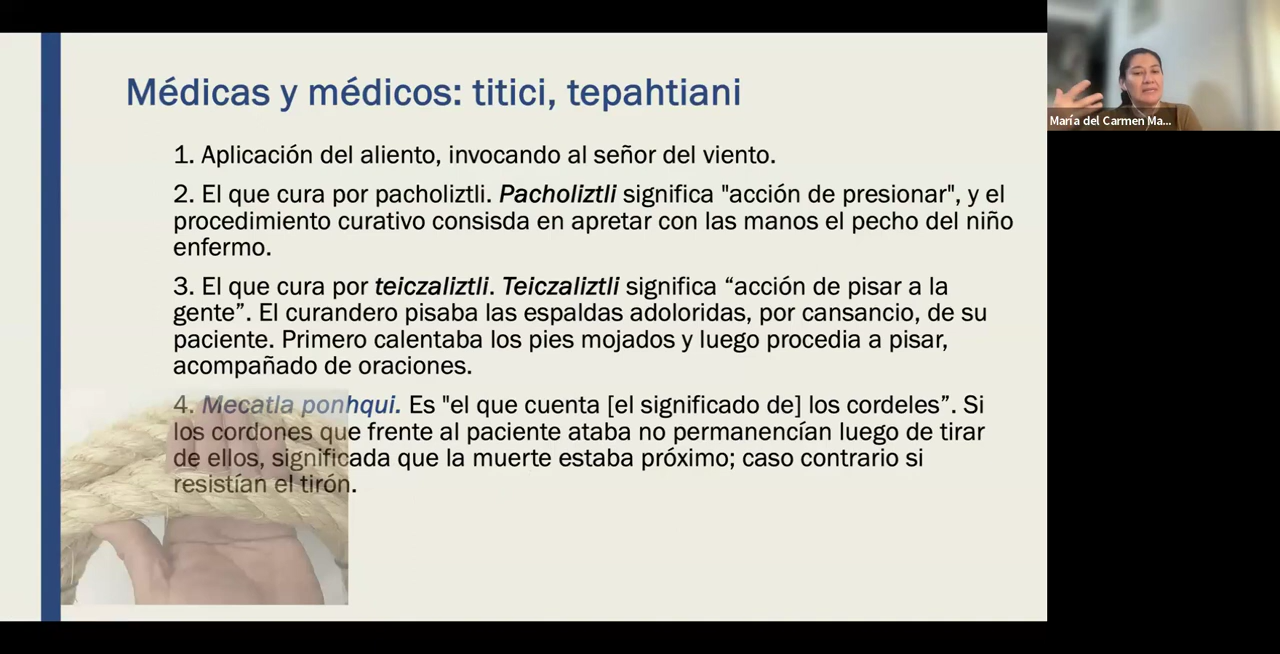 Médicas y médicos: titici, tepahtiani
1. Aplicación del aliento, invocando al señor del viento.
2. El que cura por pacholiztli. Pacholiztli significa "acción de presionar", y el
procedimiento curativo consisda en apretar con las manos el pecho del niño
enfermo.
3. El que cura por teiczaliztli. Teiczaliztli significa “acción de pisar a la
gente”. El curandero pisaba las espaldas adoloridas, por cansancio, de su
paciente. Primero calentaba los pies mojados y luego procedia a pisar,
acompañado de oraciones.
4. Mecatla ponhqui. Es "el que cuenta [el significado de] los cordeles”. Si
los cordones que frente al paciente ataba no permanencían luego de tirar
de ellos, significada que la muerte estaba próximo; caso contrario si
resistían el tirón.
María del Carmen Ma...